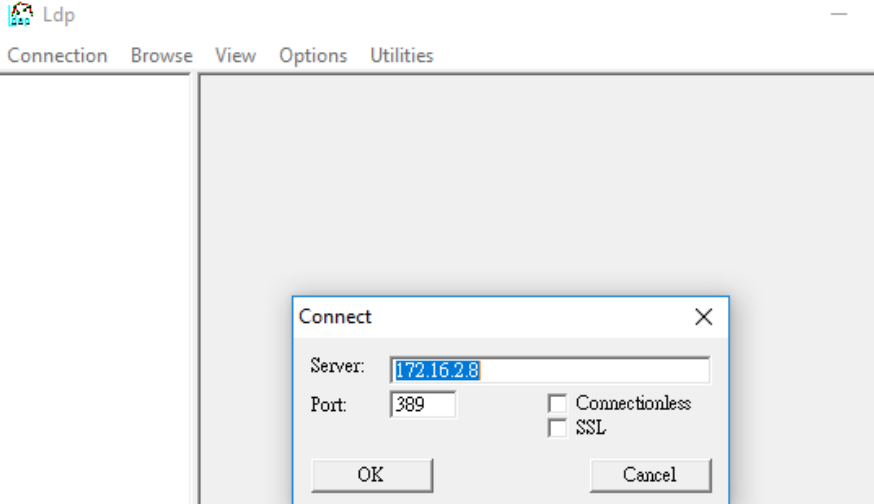 Ldp
Connection Browse View Options Utilities
Connect
Server: 172.16.2.8
Port: 389 Connectionless
SSL
OK Cancel